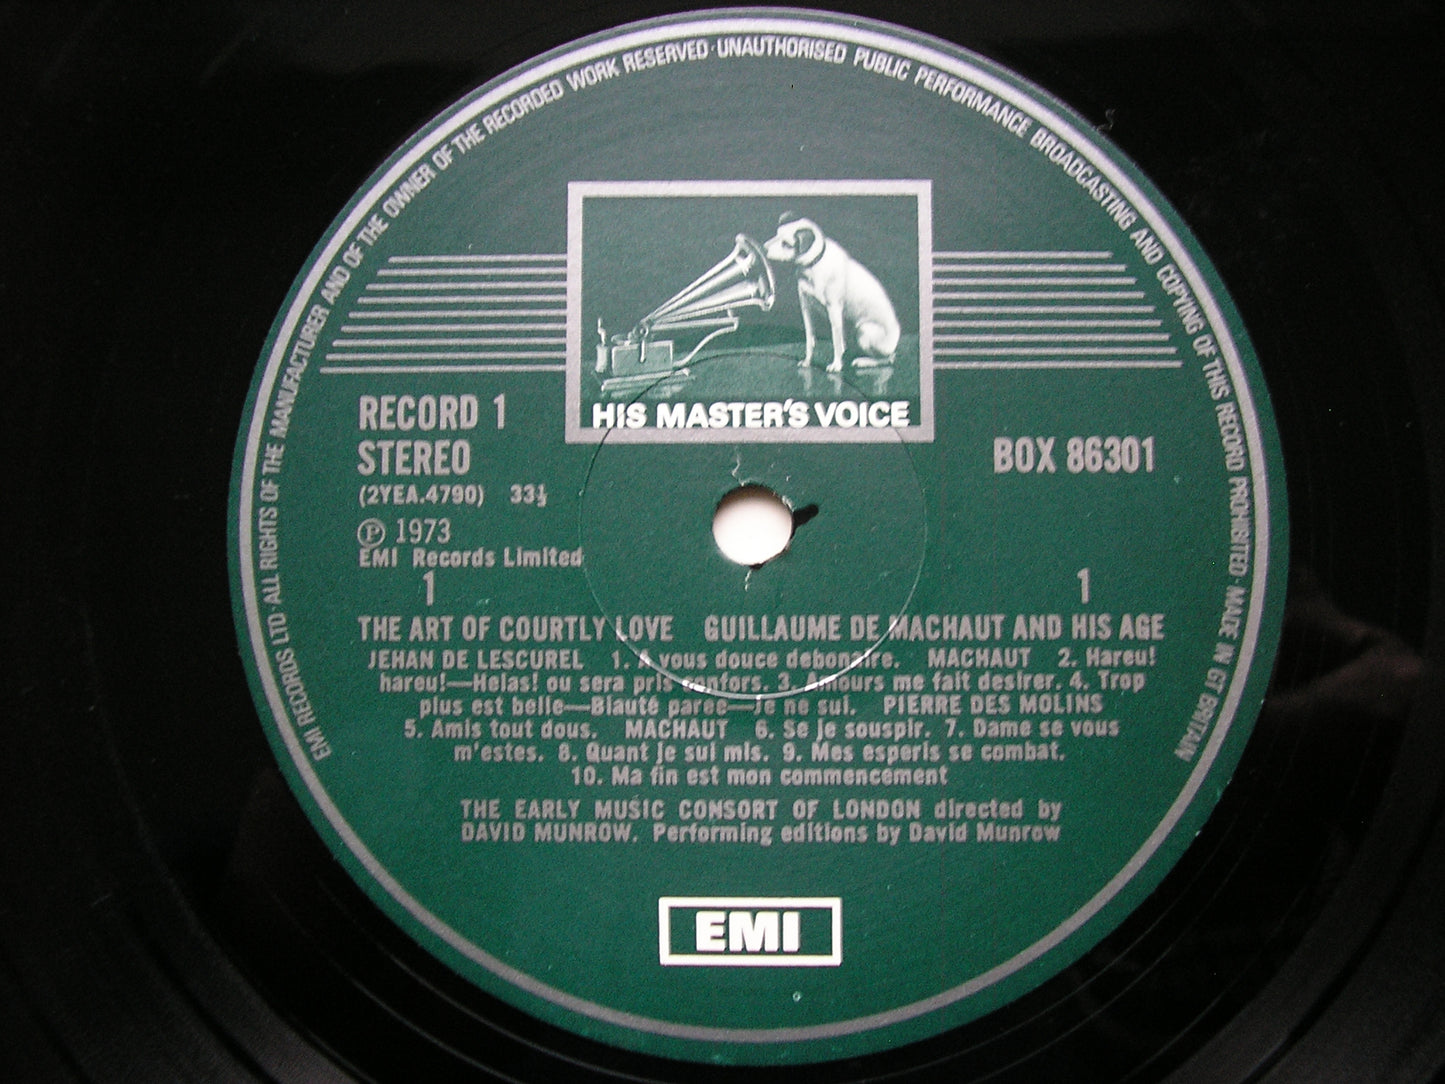 EMI RECORDS LTD·ALL RIGHTS OF THE MANUFACTURER AND OF THE OWNER OF THE RECORDED WORK RESERVED·UNAUTHORISED PUBLIC PERFORMANCE BROADCASTING AND COPYING OF THIS RECORD PROHIBITED·MADE IN GT BRITAIN
HIS MASTER'S VOICE
RECORD 1
STEREO
BOX 86301
(2YEA.4790) 33⅓
℗ 1973
EMI Records Limited
1 1
THE ART OF COURTLY LOVE GUILLAUME DE MACHAUT AND HIS AGE
JEHAN DE LESCUREL 1. A vous douce debonaire. MACHAUT 2. Hareu!
hareu!—Helas! ou sera pris confors. 3. Amours me fait desirer. 4. Trop
plus est belle—Biauté paree—Je ne sui. PIERRE DES MOLINS
5. Amis tout dous. MACHAUT 6. Se je souspir. 7. Dame se vous
m'estes. 8. Quant je sui mis. 9. Mes esperis se combat.
10. Ma fin est mon commencement
THE EARLY MUSIC CONSORT OF LONDON directed by
DAVID MUNROW. Performing editions by David Munrow
EMI